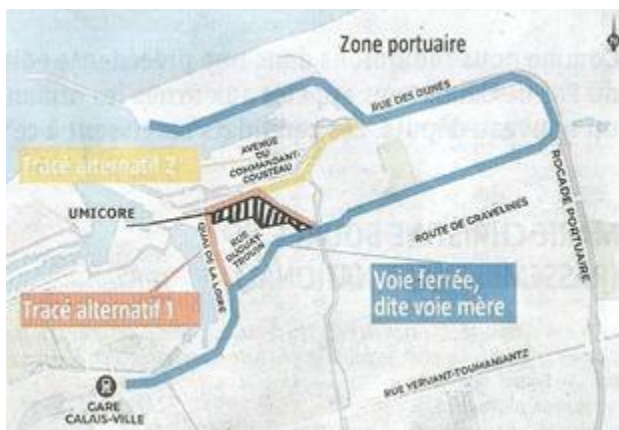 Zone portuaire
RUE DES DUNES
AVENUE
DU
COMMANDANT-
COUSTEAU
Tracé alternatif 2
UMICORE
ROCADE PORTUAIRE
ROUTE DE GRAVELINES
QUAI DE LA LOIRE
RUE
DUGUAY-
TROUIN
Tracé alternatif 1
Voie ferrée,
dite voie mère
RUE YERVANT-TOUMANIANTZ
GARE
CALAIS-VILLE